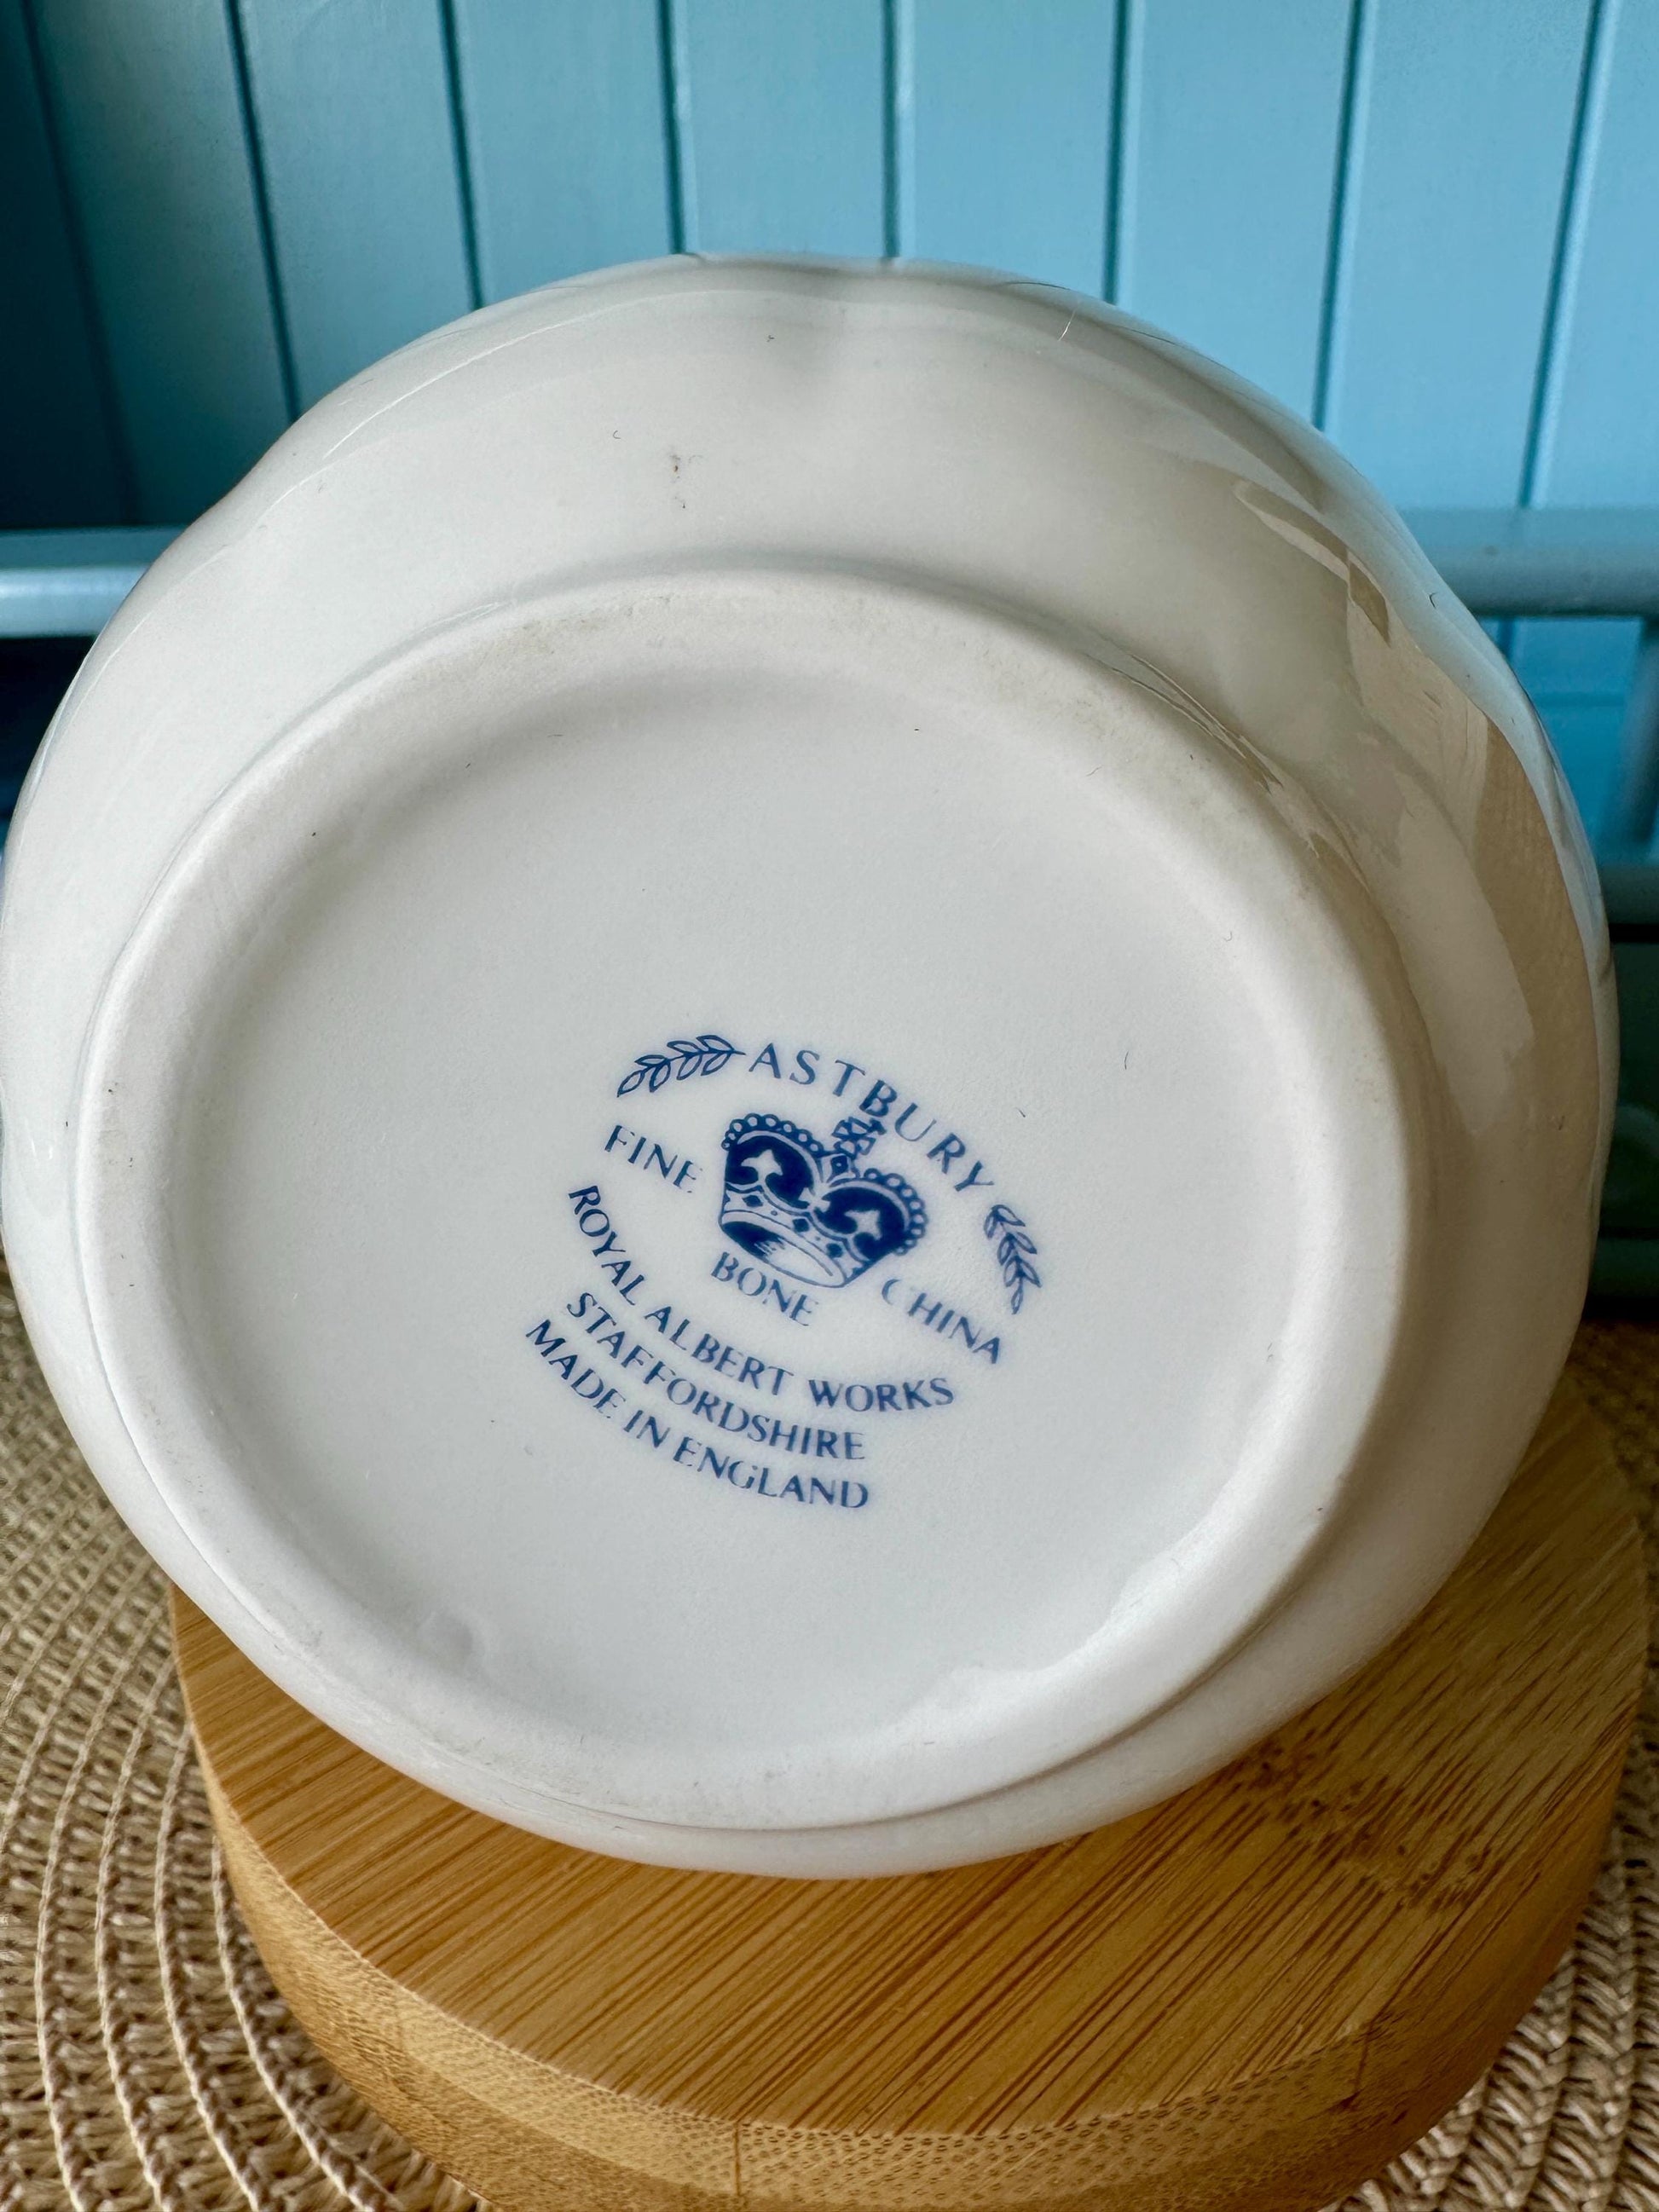 ASTBURY
FINE BONE CHINA
ROYAL ALBERT WORKS
STAFFORDSHIRE
MADE IN ENGLAND